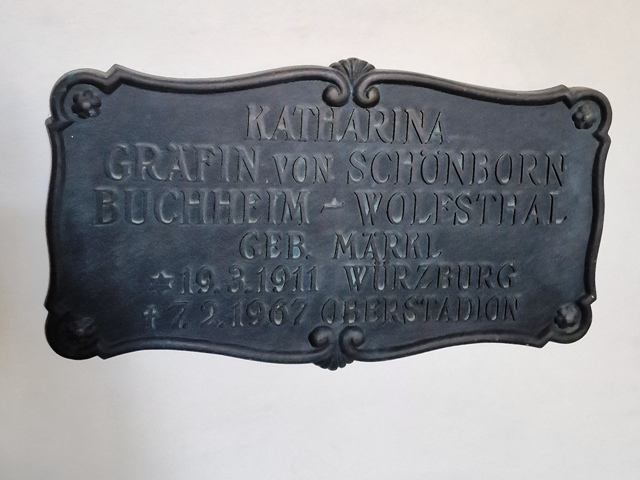 KATHARINA
GRÄFIN VON SCHÖNBORN
BUCHHEIM - WOLFSTHAL
GEB. MÄRKL
☆ 19.3.1911 WÜRZBURG
✝ 7.2.1967 OBERSTADION